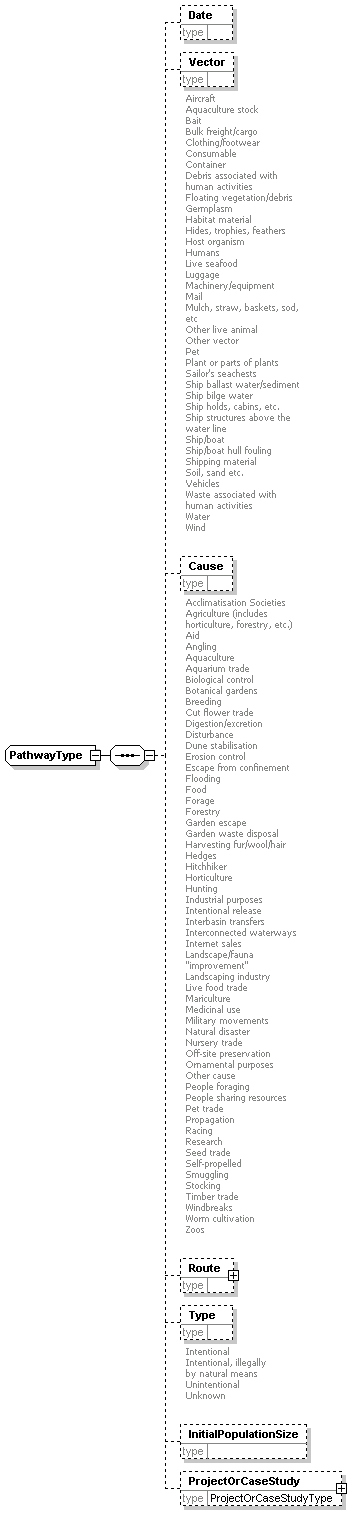 Date
type
Vector
type
Aircraft
Aquaculture stock
Bait
Bulk freight/cargo
Clothing/footwear
Consumable
Container
Debris associated with
human activities
Floating vegetation/debris
Germplasm
Habitat material
Hides, trophies, feathers
Host organism
Humans
Live seafood
Luggage
Machinery/equipment
Mail
Mulch, straw, baskets, sod,
etc
Other live animal
Other vector
Pet
Plant or parts of plants
Sailor's seachests
Ship ballast water/sediment
Ship bilge water
Ship holds, cabins, etc.
Ship structures above the
water line
Ship/boat
Ship/boat hull fouling
Shipping material
Soil, sand etc.
Vehicles
Waste associated with
human activities
Water
Wind
Cause
type
Acclimatisation Societies
Agriculture (includes
horticulture, forestry, etc.)
Aid
Angling
Aquaculture
Aquarium trade
Biological control
Botanical gardens
Breeding
Cut flower trade
Digestion/excretion
Disturbance
Dune stabilisation
Erosion control
Escape from confinement
Flooding
Food
Forage
Forestry
Garden escape
Garden waste disposal
Harvesting fur/wool/hair
Hedges
Hitchhiker
Horticulture
Hunting
Industrial purposes
Intentional release
Interbasin transfers
Interconnected waterways
Internet sales
Landscape/fauna
"improvement"
Landscaping industry
Live food trade
Mariculture
Medicinal use
Military movements
Natural disaster
Nursery trade
Off-site preservation
Ornamental purposes
Other cause
People foraging
People sharing resources
Pet trade
Propagation
Racing
Research
Seed trade
Self-propelled
Smuggling
Stocking
Timber trade
Windbreaks
Worm cultivation
Zoos
PathwayType
Route
type
Type
type
Intentional
Intentional, illegally
by natural means
Unintentional
Unknown
InitialPopulationSize
type
ProjectOrCaseStudy
type ProjectOrCaseStudyType